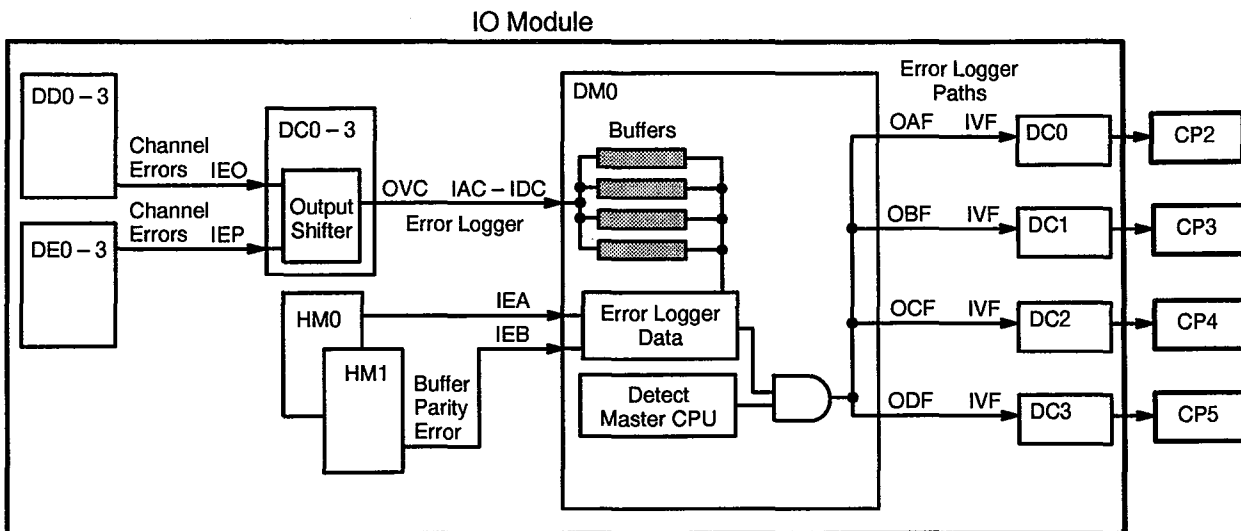 IO Module
DD0 – 3
Channel
Errors
IEO
DE0 – 3
Channel
Errors
IEP
DC0 – 3
Output
Shifter
OVC
IAC – IDC
Error Logger
HM0
HM1
IEA
IEB
Buffer
Parity
Error
DM0
Buffers
Error Logger
Data
Detect
Master CPU
Error Logger
Paths
OAF
IVF
DC0
CP2
OBF
IVF
DC1
CP3
OCF
IVF
DC2
CP4
ODF
IVF
DC3
CP5